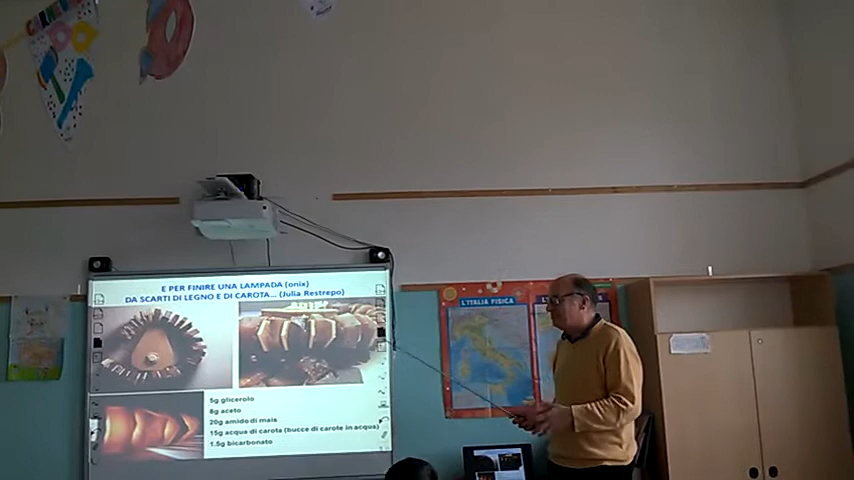 E PER FINIRE UNA LAMPADA (onix)
DA SCARTI DI LEGNO E DI CAROTA... (Julia Restrepo)
5g glicerolo
8g aceto
20g amido di mais
15g acqua di carota (bucce di carote in acqua)
1.5g bicarbonato
L'ITALIA FISICA